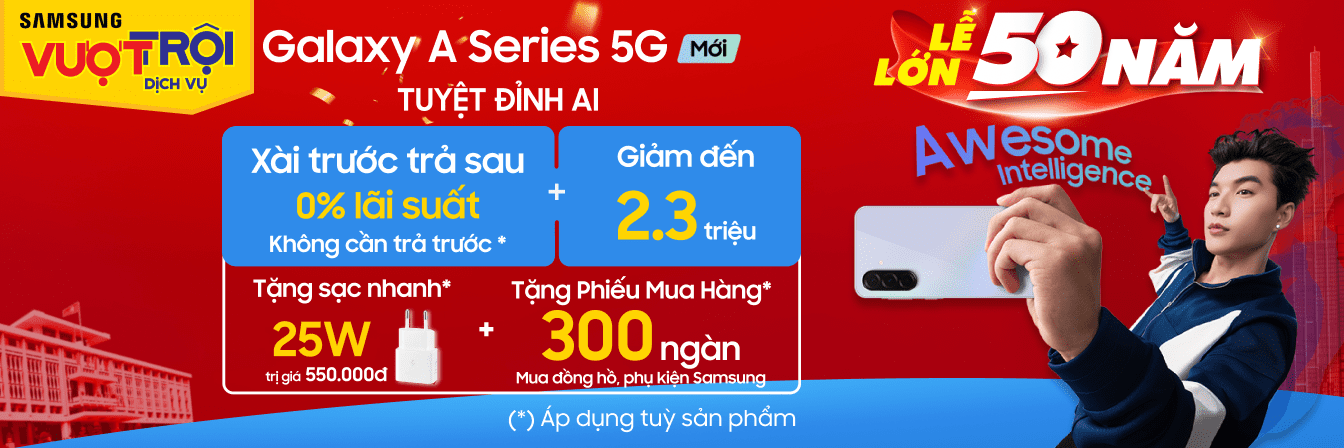 SAMSUNG
VƯỢT TRỘI
DỊCH VỤ
Galaxy A Series 5G Mới
TUYỆT ĐỈNH AI
Xài trước trả sau
0% lãi suất
Không cần trả trước *
+
Giảm đến
2.3 triệu
Tặng sạc nhanh*
25W
trị giá 550.000đ
+
Tặng Phiếu Mua Hàng*
300 ngàn
Mua đồng hồ, phụ kiện Samsung
(*) Áp dụng tuỳ sản phẩm
LỄ
LỚN 50 NĂM
Awesome
Intelligence